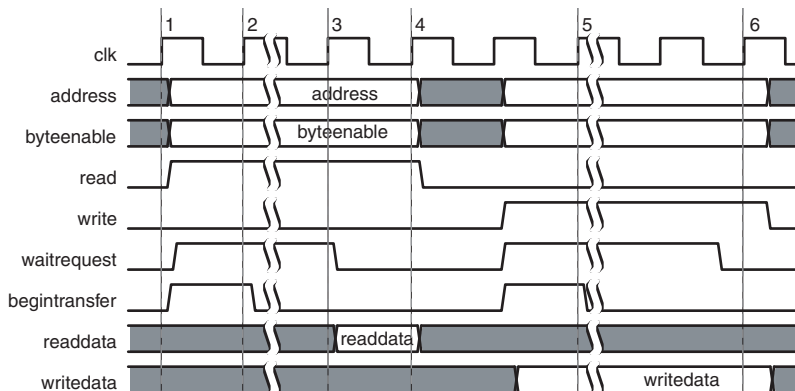 1 2 3 4 5 6
clk
address address
byteenable byteenable
read
write
waitrequest
begintransfer
readdata readdata
writedata writedata